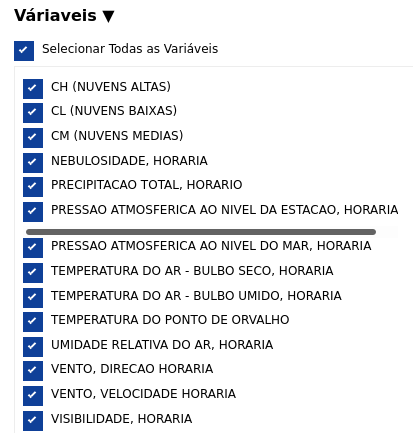 Váriaveis ▼
Selecionar Todas as Variáveis
CH (NUVENS ALTAS)
CL (NUVENS BAIXAS)
CM (NUVENS MEDIAS)
NEBULOSIDADE, HORARIA
PRECIPITACAO TOTAL, HORARIO
PRESSAO ATMOSFERICA AO NIVEL DA ESTACAO, HORARIA
PRESSAO ATMOSFERICA AO NIVEL DO MAR, HORARIA
TEMPERATURA DO AR - BULBO SECO, HORARIA
TEMPERATURA DO AR - BULBO UMIDO, HORARIA
TEMPERATURA DO PONTO DE ORVALHO
UMIDADE RELATIVA DO AR, HORARIA
VENTO, DIRECAO HORARIA
VENTO, VELOCIDADE HORARIA
VISIBILIDADE, HORARIA